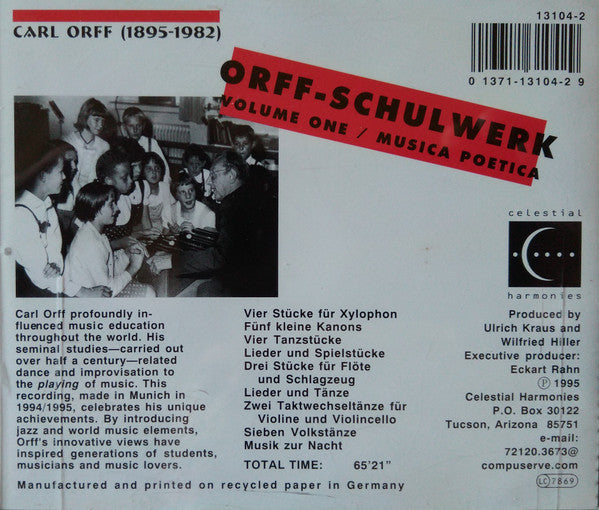 CARL ORFF (1895-1982)
13104-2
0 1371-13104-2 9
ORFF-SCHULWERK
VOLUME ONE / MUSICA POETICA
celestial
harmonies
Carl Orff profoundly in-
fluenced music education
throughout the world. His
seminal studies—carried out
over half a century—related
dance and improvisation to
the playing of music. This
recording, made in Munich in
1994/1995, celebrates his unique
achievements. By introducing
jazz and world music elements,
Orff's innovative views have
inspired generations of students,
musicians and music lovers.
Vier Stücke für Xylophon
Fünf kleine Kanons
Vier Tanzstücke
Lieder und Spielstücke
Drei Stücke für Flöte
und Schlagzeug
Lieder und Tänze
Zwei Taktwechseltänze für
Violine und Violincello
Sieben Volkstänze
Musik zur Nacht
TOTAL TIME: 65'21"
Produced by
Ulrich Kraus and
Wilfried Hiller
Executive producer:
Eckart Rahn
℗ 1995
Celestial Harmonies
P.O. Box 30122
Tucson, Arizona 85751
e-mail:
72120.3673@
compuserve.com
LC 7869
Manufactured and printed on recycled paper in Germany